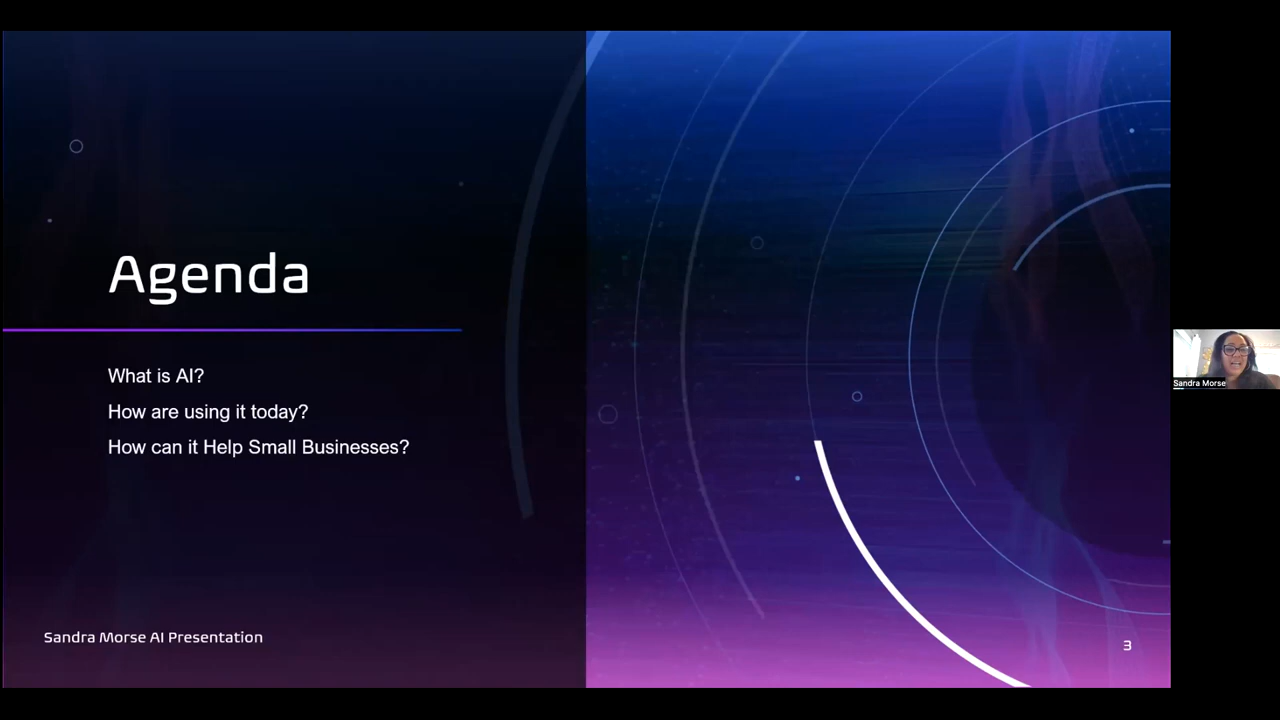 Agenda
What is AI?
How are using it today?
How can it Help Small Businesses?
Sandra Morse AI Presentation
3
Sandra Morse